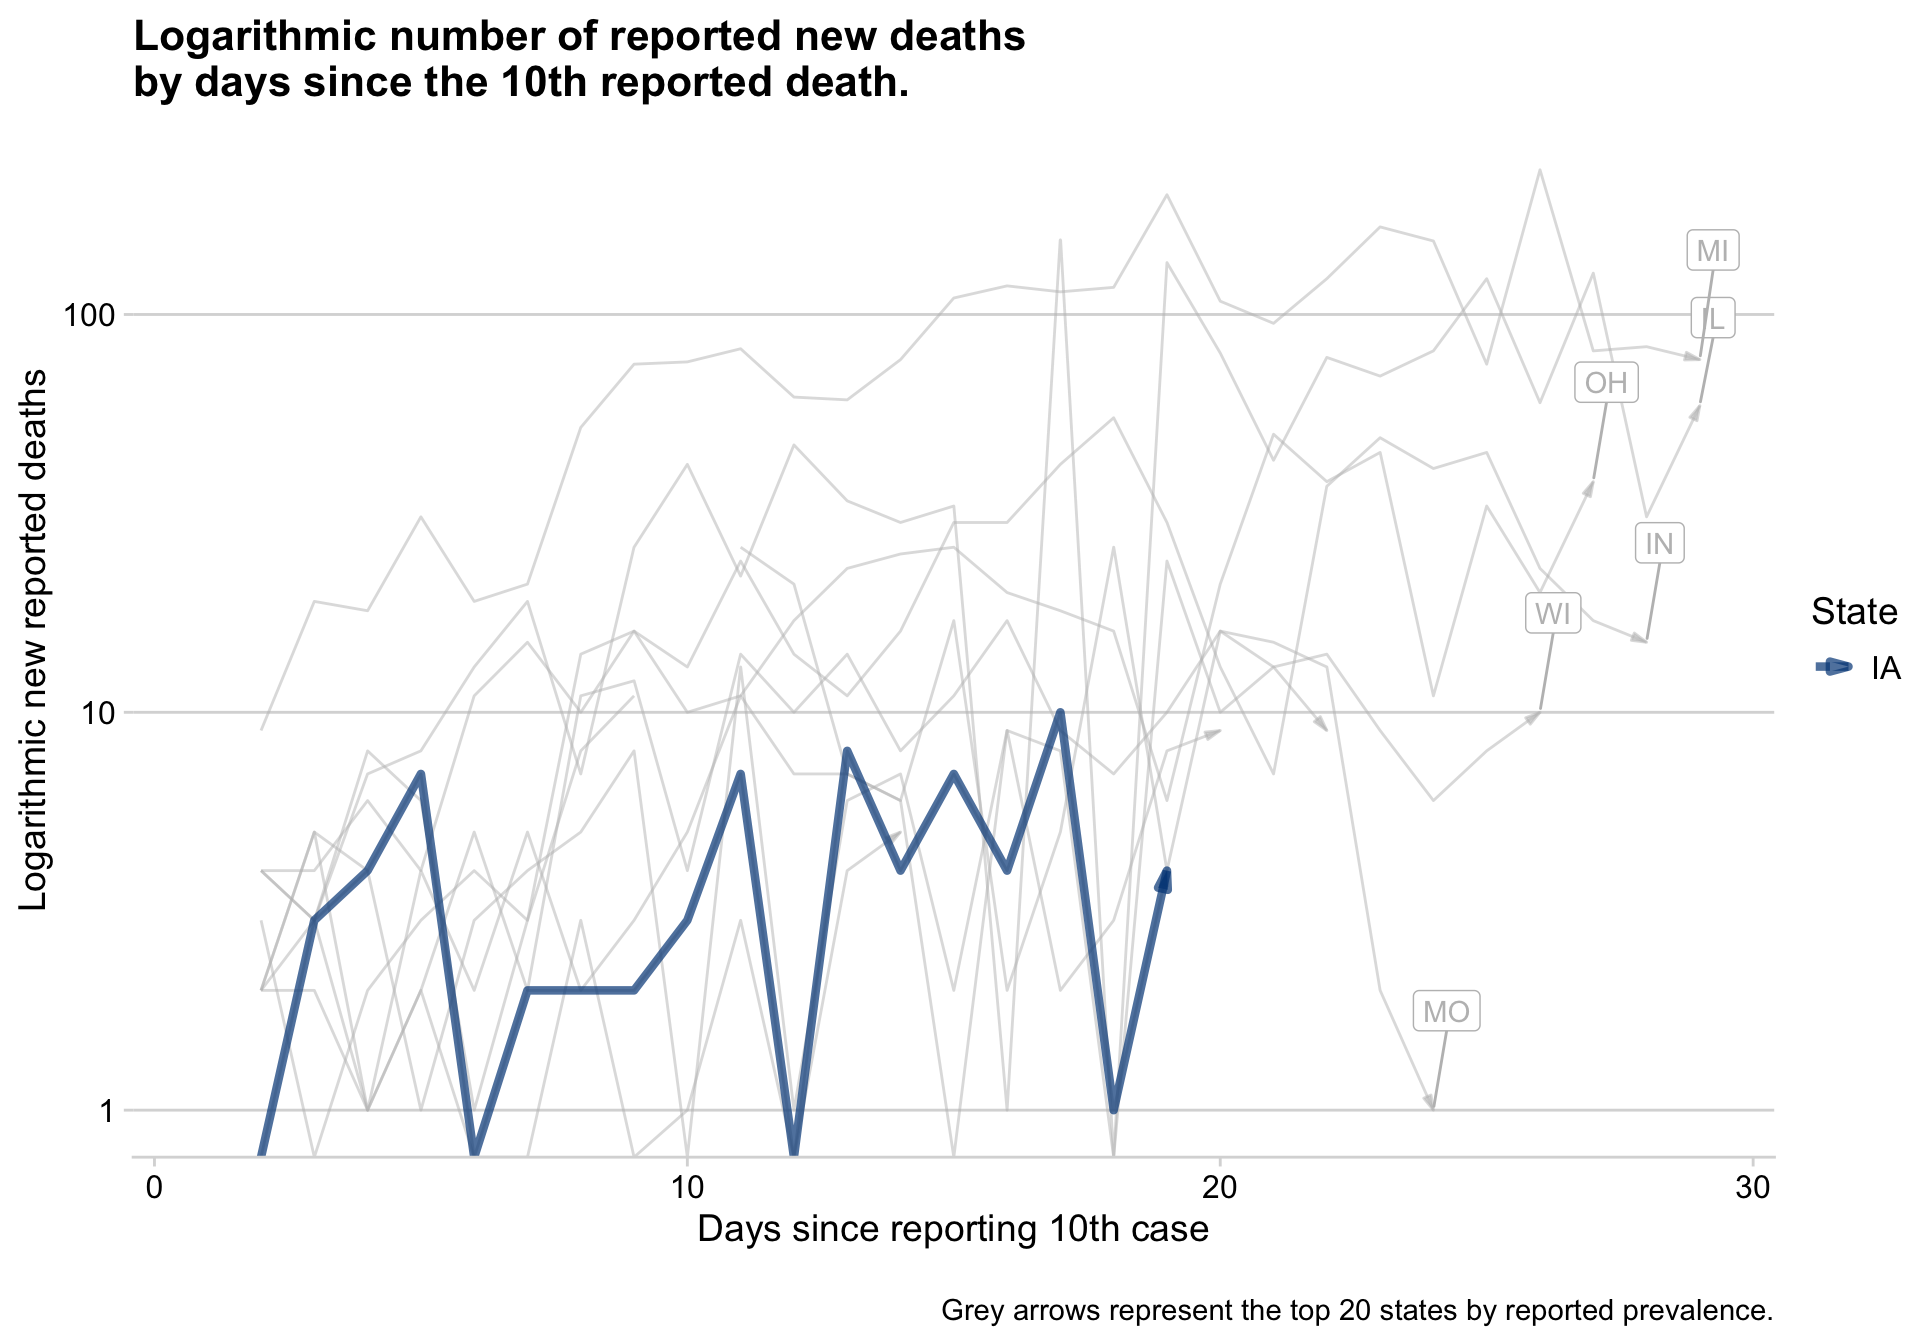 Logarithmic number of reported new deaths
by days since the 10th reported death.
Logarithmic new reported deaths
100
10
1
MI
IL
OH
IN
WI
MO
State
IA
0 10 20 30
Days since reporting 10th case
Grey arrows represent the top 20 states by reported prevalence.